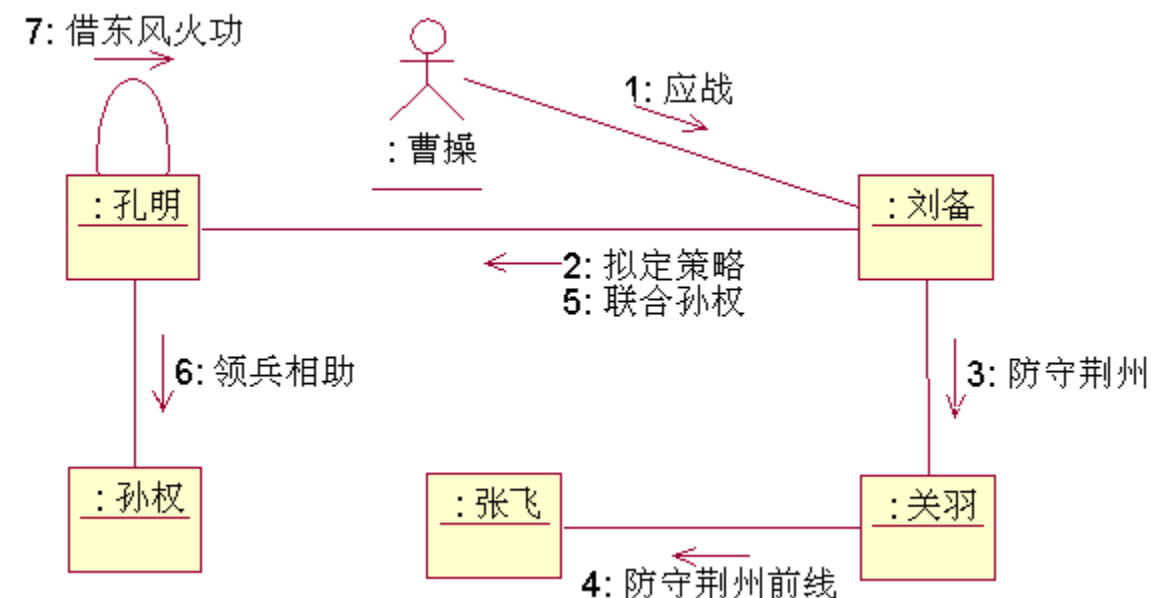 7: 借东风火功
1: 应战
: 曹操
: 孔明
: 刘备
2: 拟定策略
5: 联合孙权
6: 领兵相助
3: 防守荆州
: 孙权
: 张飞
: 关羽
4: 防守荆州前线